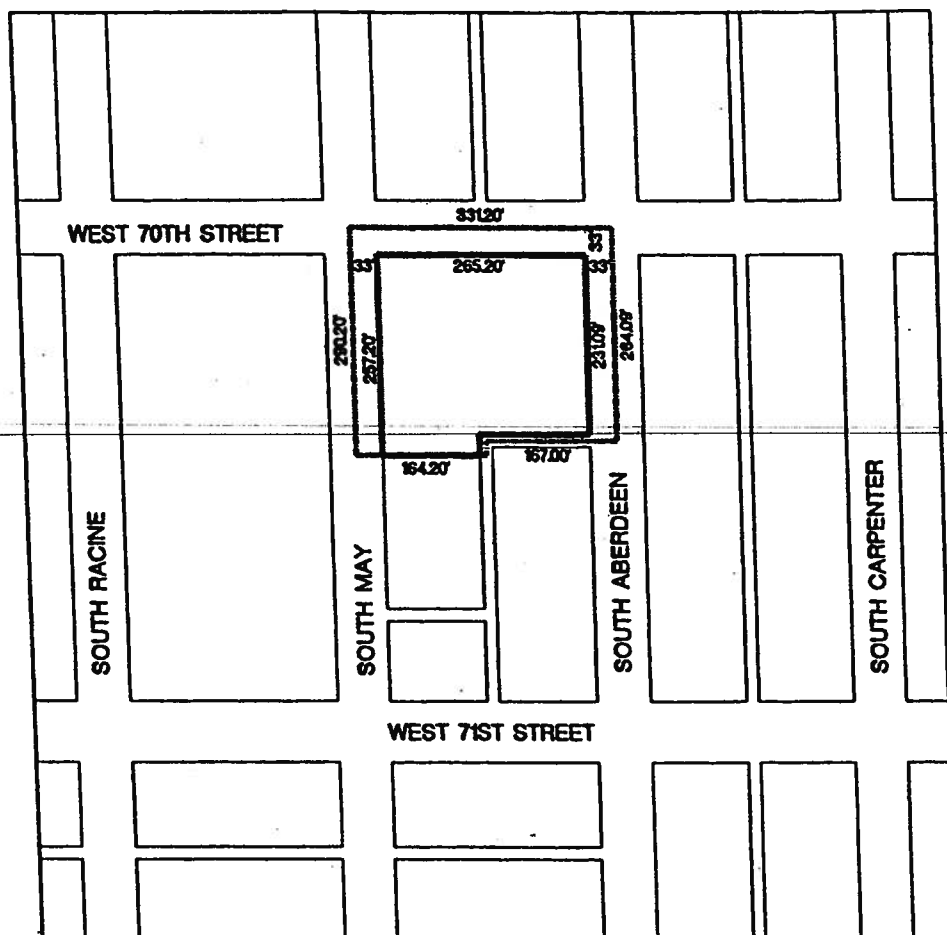 331.20'
WEST 70TH STREET
33'
33'
265.20'
33'
290.20'
257.20'
231.09'
264.09'
164.20'
167.00'
SOUTH RACINE
SOUTH MAY
SOUTH ABERDEEN
SOUTH CARPENTER
WEST 71ST STREET